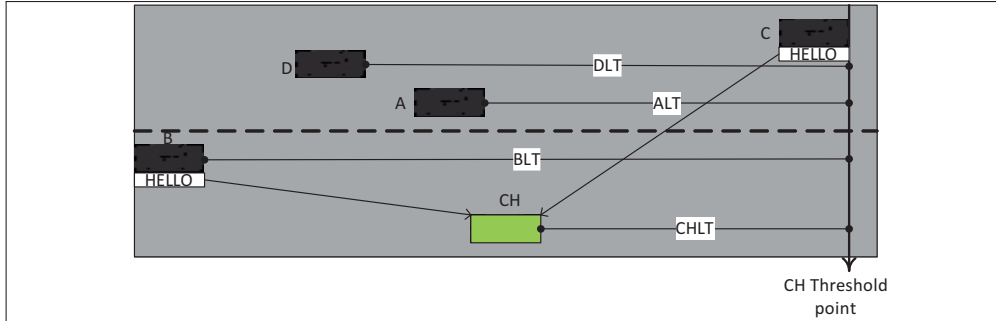 C
HELLO
D
DLT
A
ALT
B
HELLO
BLT
CH
CHLT
CH Threshold
point